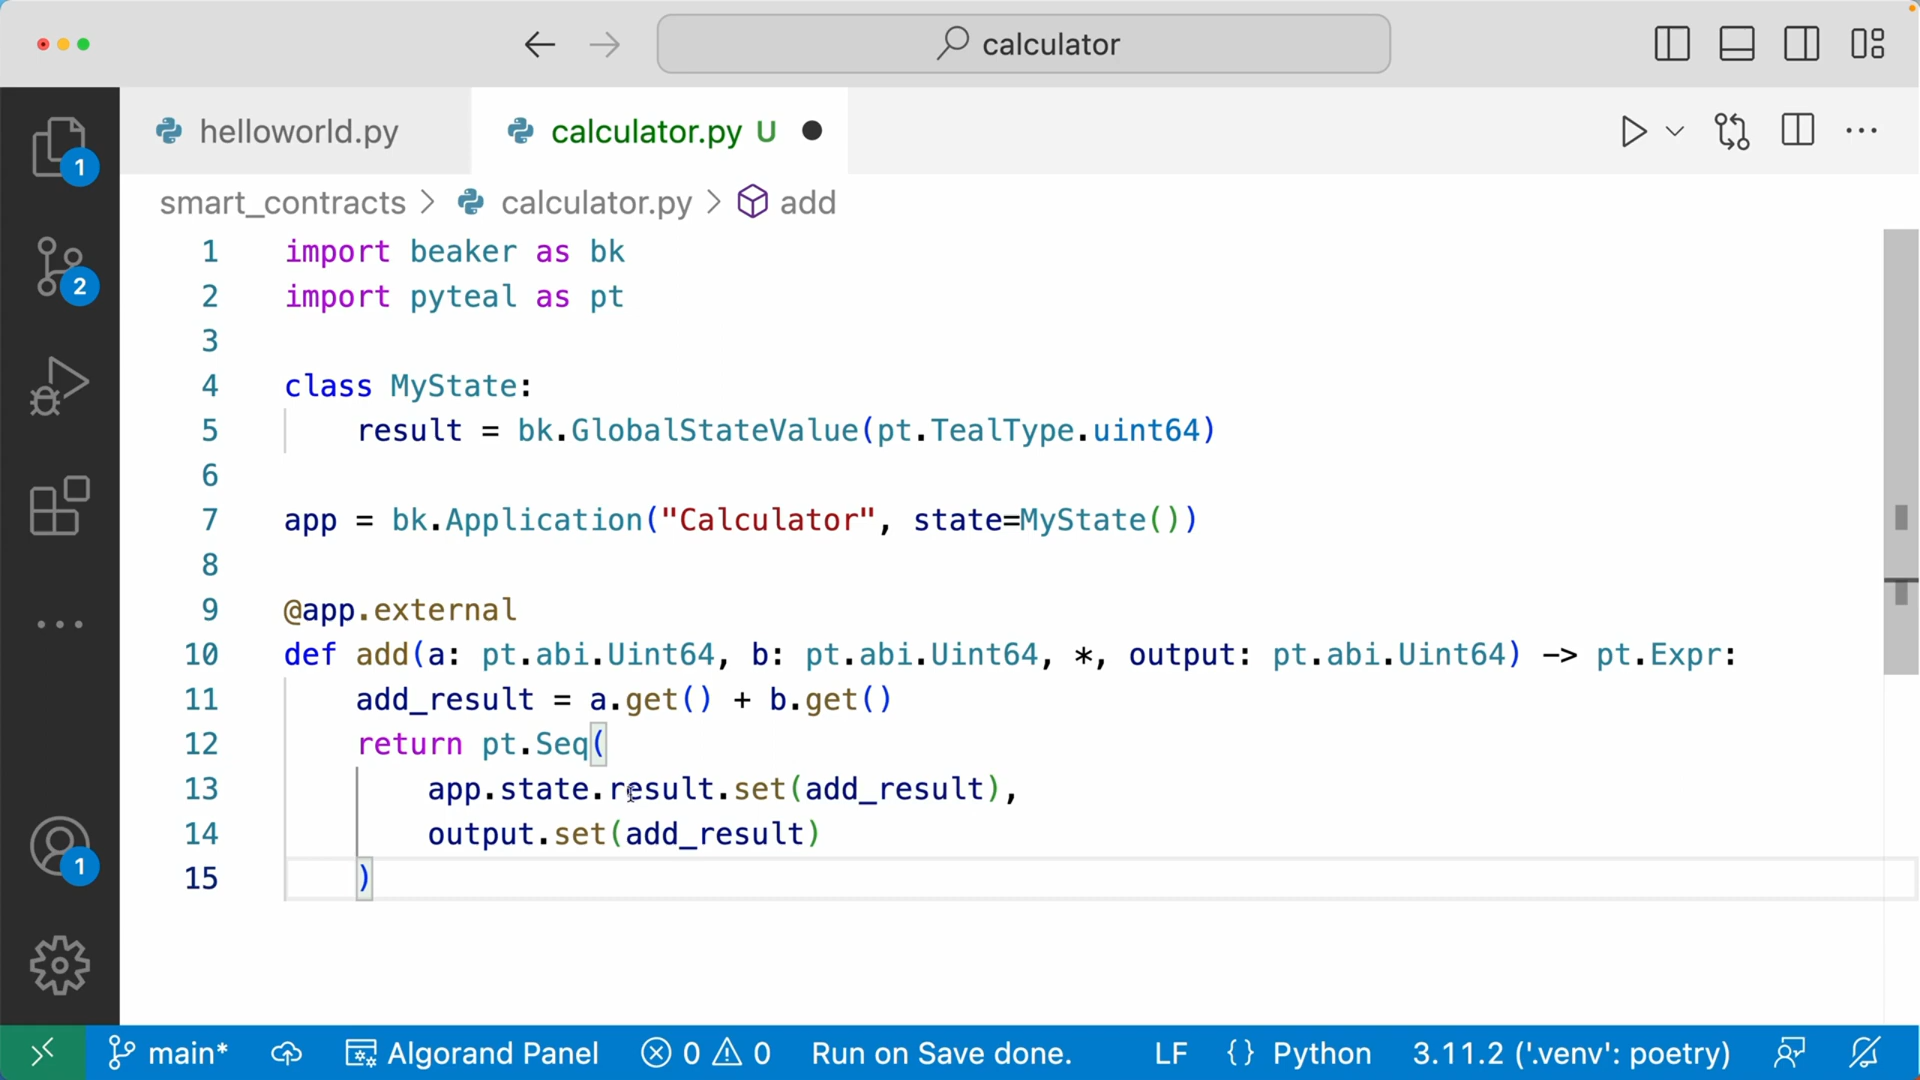 calculator
helloworld.py
calculator.py U
smart_contracts > calculator.py > add
1 import beaker as bk
2 import pyteal as pt
3
4 class MyState:
5     result = bk.GlobalStateValue(pt.TealType.uint64)
6
7 app = bk.Application("Calculator", state=MyState())
8
9 @app.external
10 def add(a: pt.abi.Uint64, b: pt.abi.Uint64, *, output: pt.abi.Uint64) -> pt.Expr:
11     add_result = a.get() + b.get()
12     return pt.Seq(
13         app.state.result.set(add_result),
14         output.set(add_result)
15     )
1
2
1
main* Algorand Panel 0 0 Run on Save done. LF {} Python 3.11.2 ('.venv': poetry)